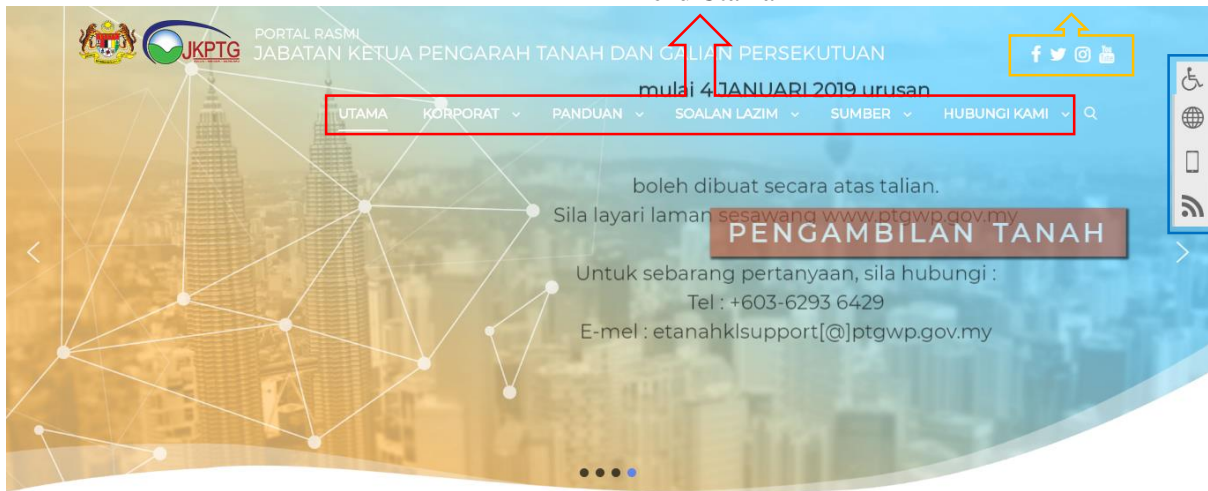 PORTAL RASMI
JABATAN KETUA PENGARAH TANAH DAN GALIAN PERSEKUTUAN
JKPTG
mulai 4 JANUARI 2019 urusan
UTAMA KORPORAT PANDUAN SOALAN LAZIM SUMBER HUBUNGI KAMI
boleh dibuat secara atas talian.
Sila layari laman sesawang www.ptgwp.gov.my
PENGAMBILAN TANAH
Untuk sebarang pertanyaan, sila hubungi :
Tel : +603-6293 6429
E-mel : etanahklsupport[@]ptgwp.gov.my